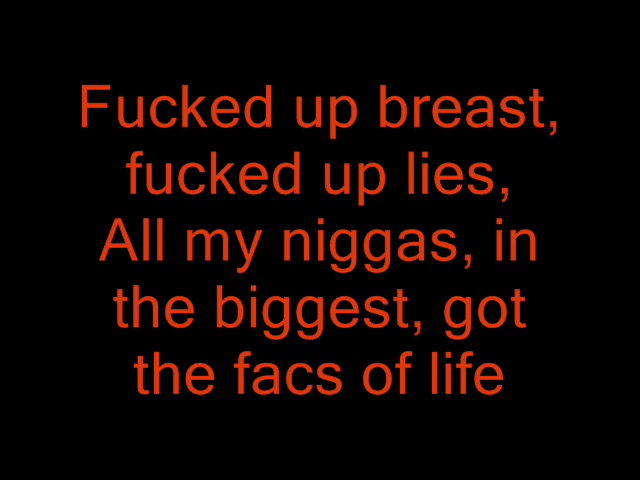 Fucked up breast,
fucked up lies,
All my niggas, in
the biggest, got
the facs of life